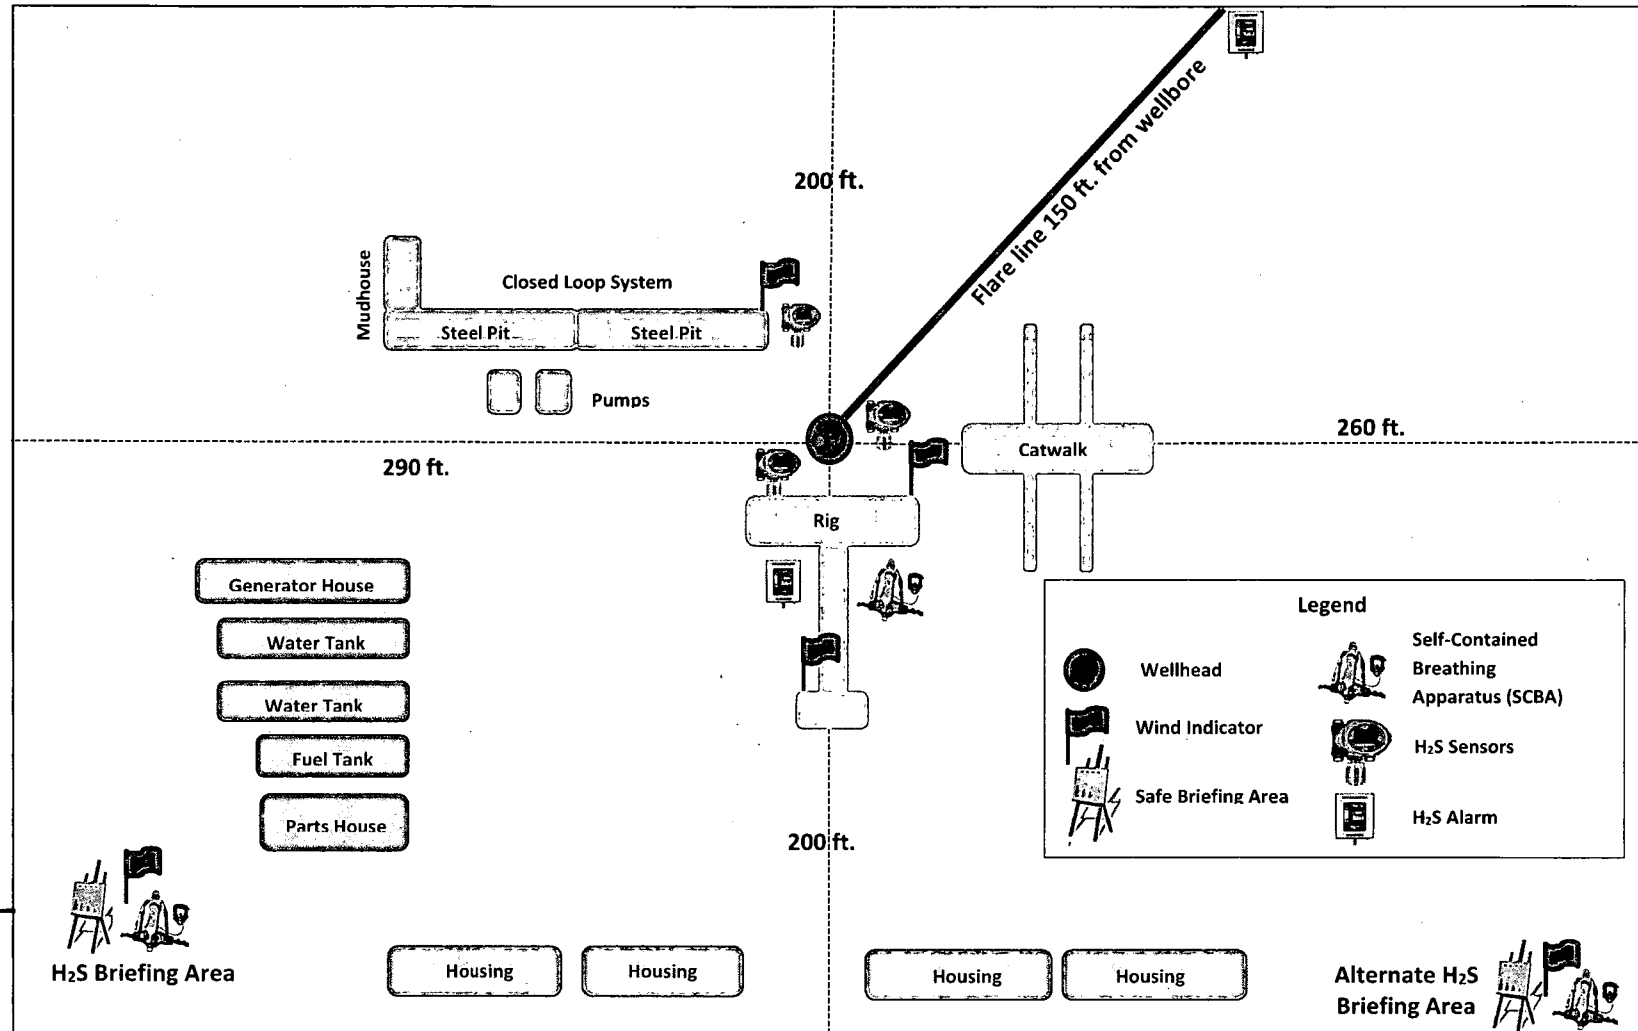 200 ft.
Flare line 150 ft. from wellbore
Mudhouse
Closed Loop System
Steel Pit
Steel Pit
Pumps
290 ft.
260 ft.
Catwalk
Rig
Generator House
Water Tank
Water Tank
Fuel Tank
Parts House
200 ft.
Legend
Wellhead
Wind Indicator
Safe Briefing Area
Self-Contained
Breathing
Apparatus (SCBA)
H₂S Sensors
H₂S Alarm
H₂S Briefing Area
Housing
Housing
Housing
Housing
Alternate H₂S
Briefing Area